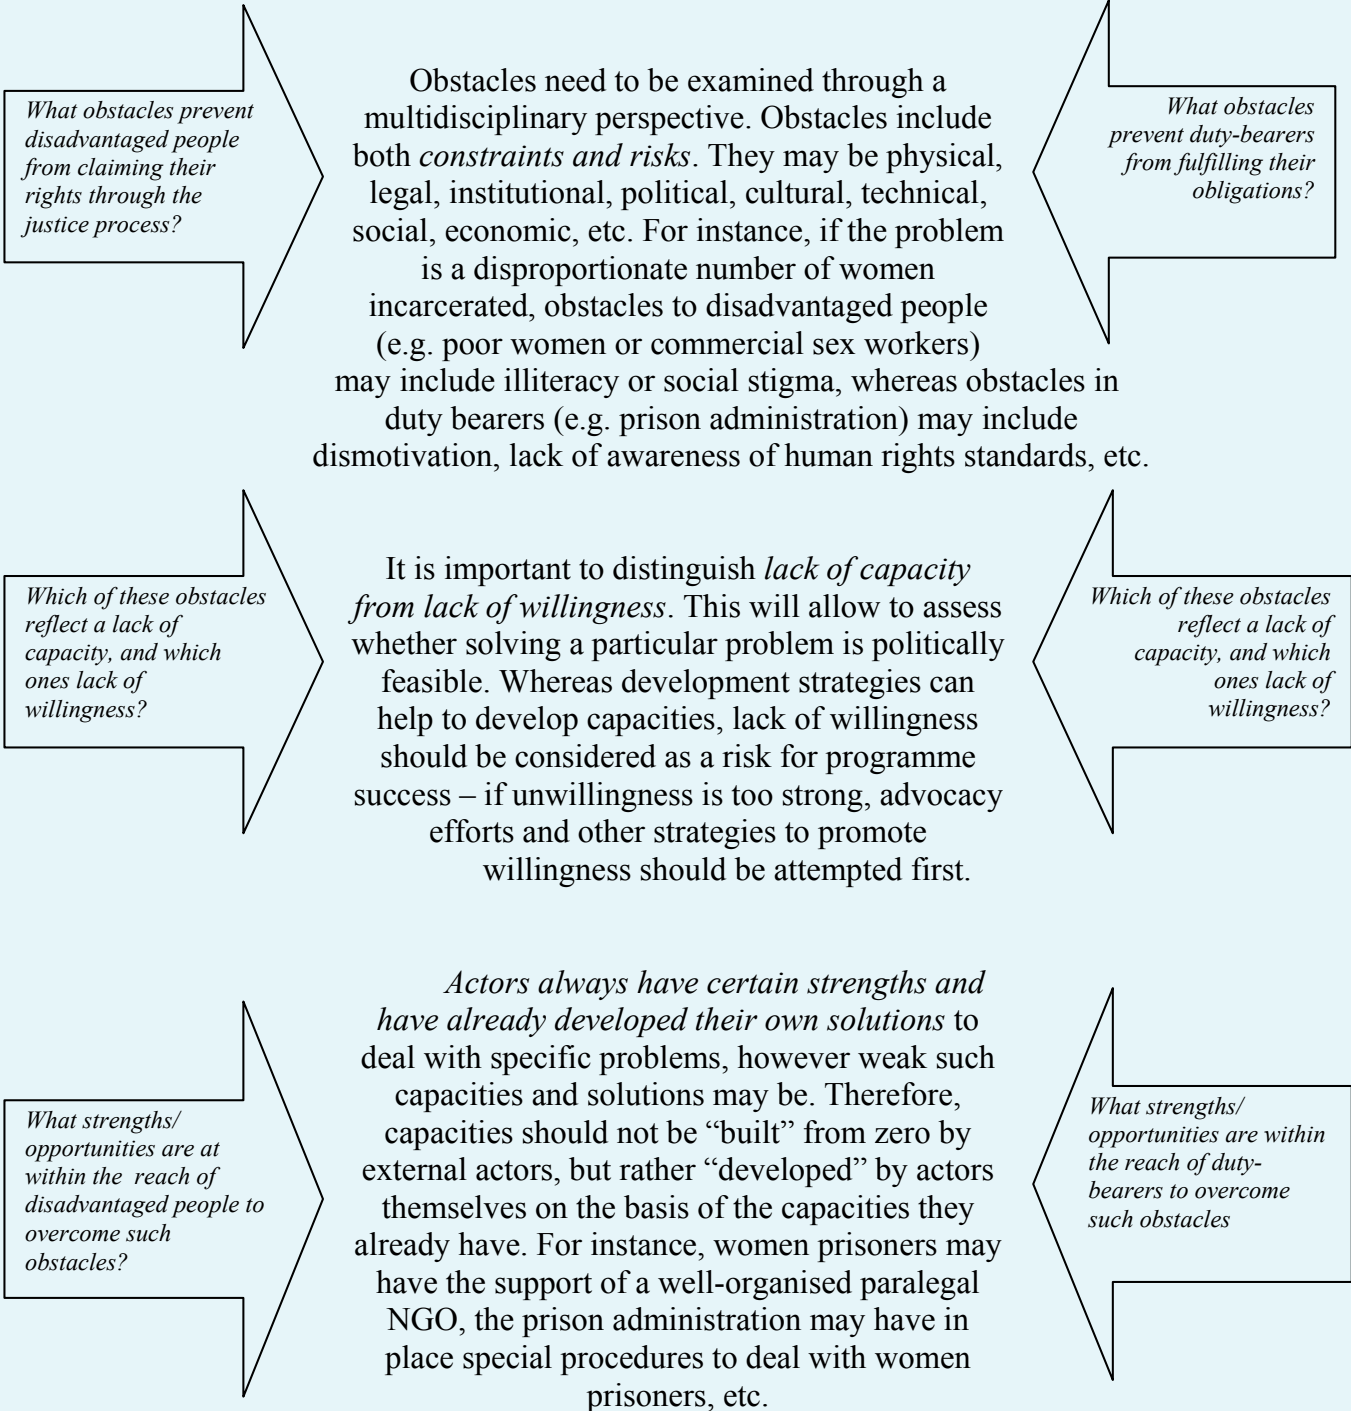 What obstacles prevent
disadvantaged people
from claiming their
rights through the
justice process?
Obstacles need to be examined through a
multidisciplinary perspective. Obstacles include
both constraints and risks. They may be physical,
legal, institutional, political, cultural, technical,
social, economic, etc. For instance, if the problem
is a disproportionate number of women
incarcerated, obstacles to disadvantaged people
(e.g. poor women or commercial sex workers)
may include illiteracy or social stigma, whereas obstacles in
duty bearers (e.g. prison administration) may include
dismotivation, lack of awareness of human rights standards, etc.
What obstacles
prevent duty-bearers
from fulfilling their
obligations?
Which of these obstacles
reflect a lack of
capacity, and which
ones lack of
willingness?
It is important to distinguish lack of capacity
from lack of willingness. This will allow to assess
whether solving a particular problem is politically
feasible. Whereas development strategies can
help to develop capacities, lack of willingness
should be considered as a risk for programme
success – if unwillingness is too strong, advocacy
efforts and other strategies to promote
willingness should be attempted first.
Which of these obstacles
reflect a lack of
capacity, and which
ones lack of
willingness?
What strengths/
opportunities are at
within the reach of
disadvantaged people to
overcome such
obstacles?
Actors always have certain strengths and
have already developed their own solutions to
deal with specific problems, however weak such
capacities and solutions may be. Therefore,
capacities should not be “built” from zero by
external actors, but rather “developed” by actors
themselves on the basis of the capacities they
already have. For instance, women prisoners may
have the support of a well-organised paralegal
NGO, the prison administration may have in
place special procedures to deal with women
prisoners, etc.
What strengths/
opportunities are within
the reach of duty-
bearers to overcome
such obstacles